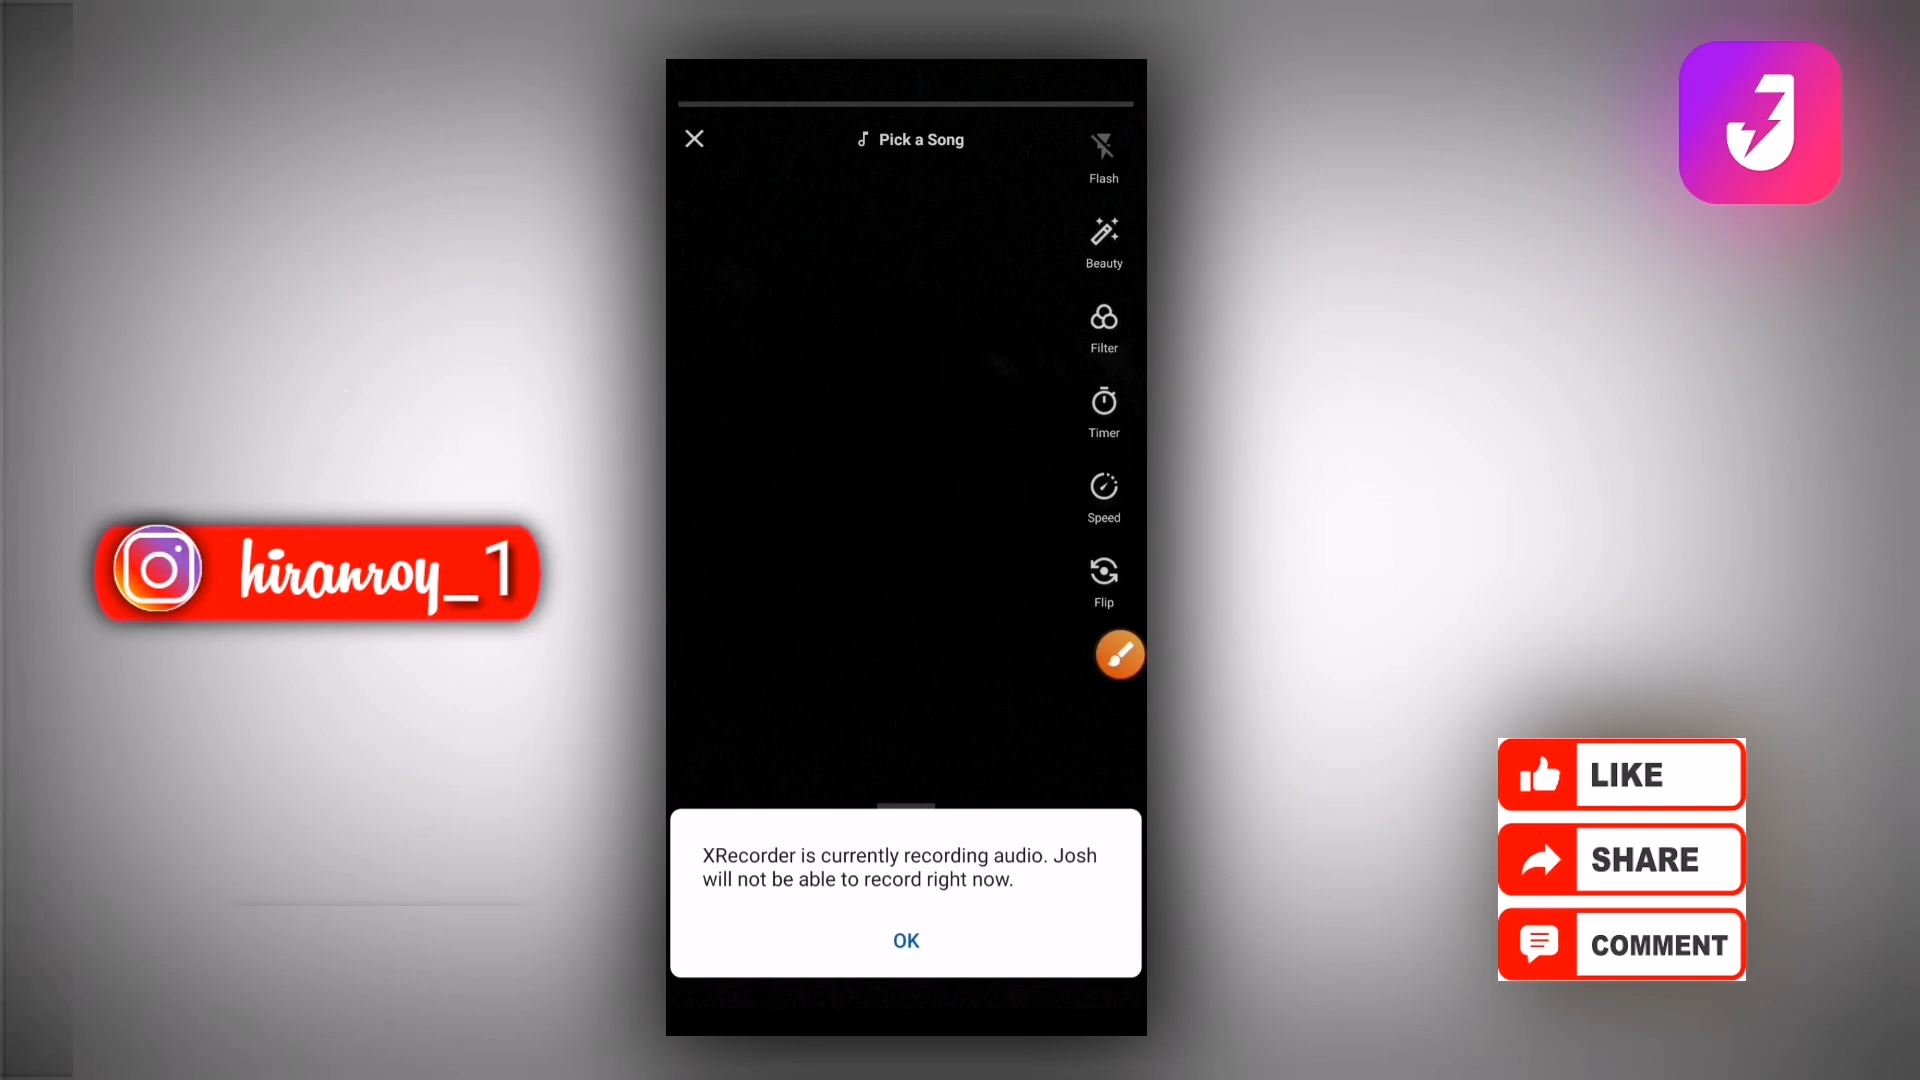 Pick a Song
Flash
Beauty
Filter
Timer
Speed
Flip
hiranroy_1
XRecorder is currently recording audio. Josh
will not be able to record right now.
OK
LIKE
SHARE
COMMENT